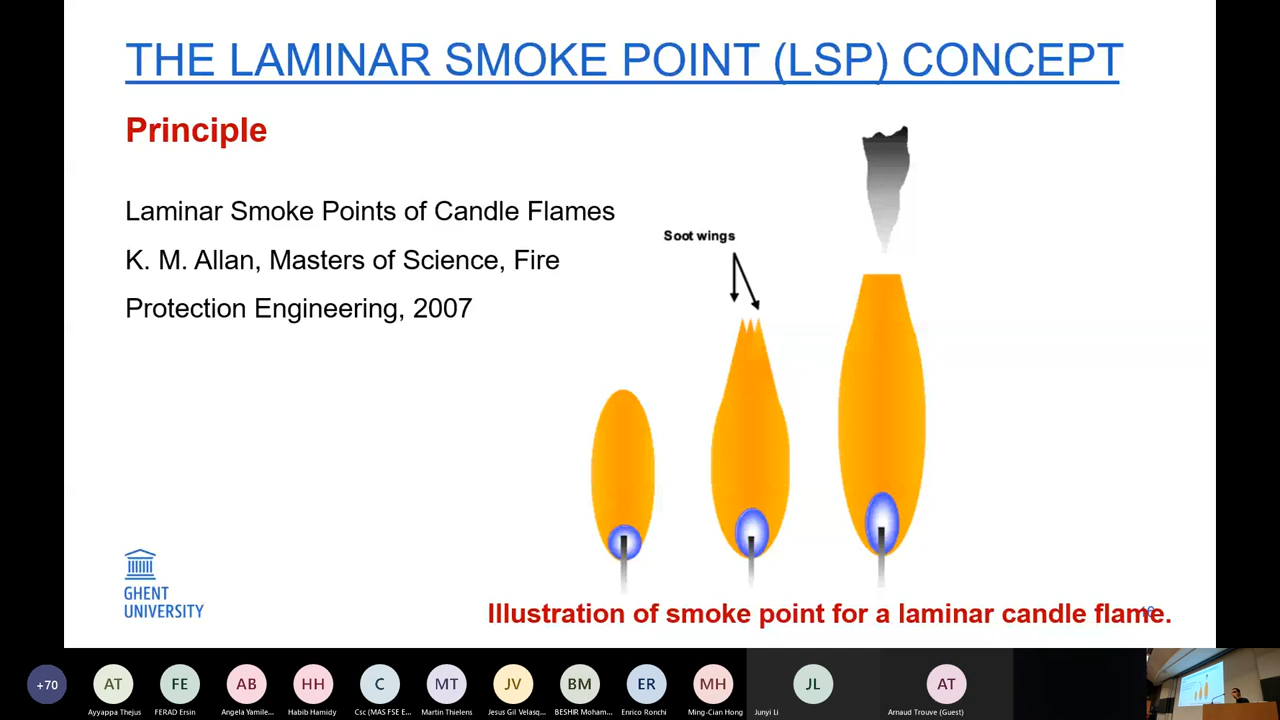 THE LAMINAR SMOKE POINT (LSP) CONCEPT
Principle
Laminar Smoke Points of Candle Flames
K. M. Allan, Masters of Science, Fire
Protection Engineering, 2007
Soot wings
GHENT
UNIVERSITY
Illustration of smoke point for a laminar candle flame.
+70
AT
FE
AB
HH
C
MT
JV
BM
ER
MH
JL
AT
Ayyappa Thejus
FERAD Ersin
Angela Yamile...
Habib Hamidy
Csc (MAS FSE E...
Martin Thielens
Jesus Gil Velasq...
BESHIR Moham...
Enrico Ronchi
Ming-Cian Hong
Junyi Li
Arnaud Trouve (Guest)